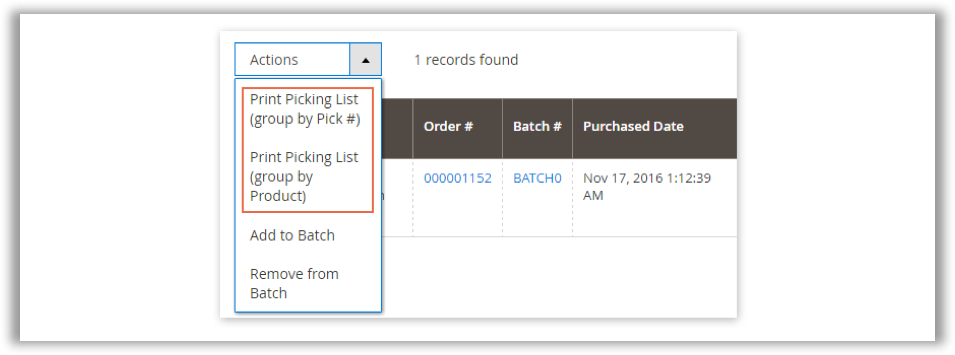 Actions
1 records found
Print Picking List
(group by Pick #)
Print Picking List
(group by
Product)
Add to Batch
Remove from
Batch
Order #
Batch #
Purchased Date
000001152
BATCH0
Nov 17, 2016 1:12:39
AM